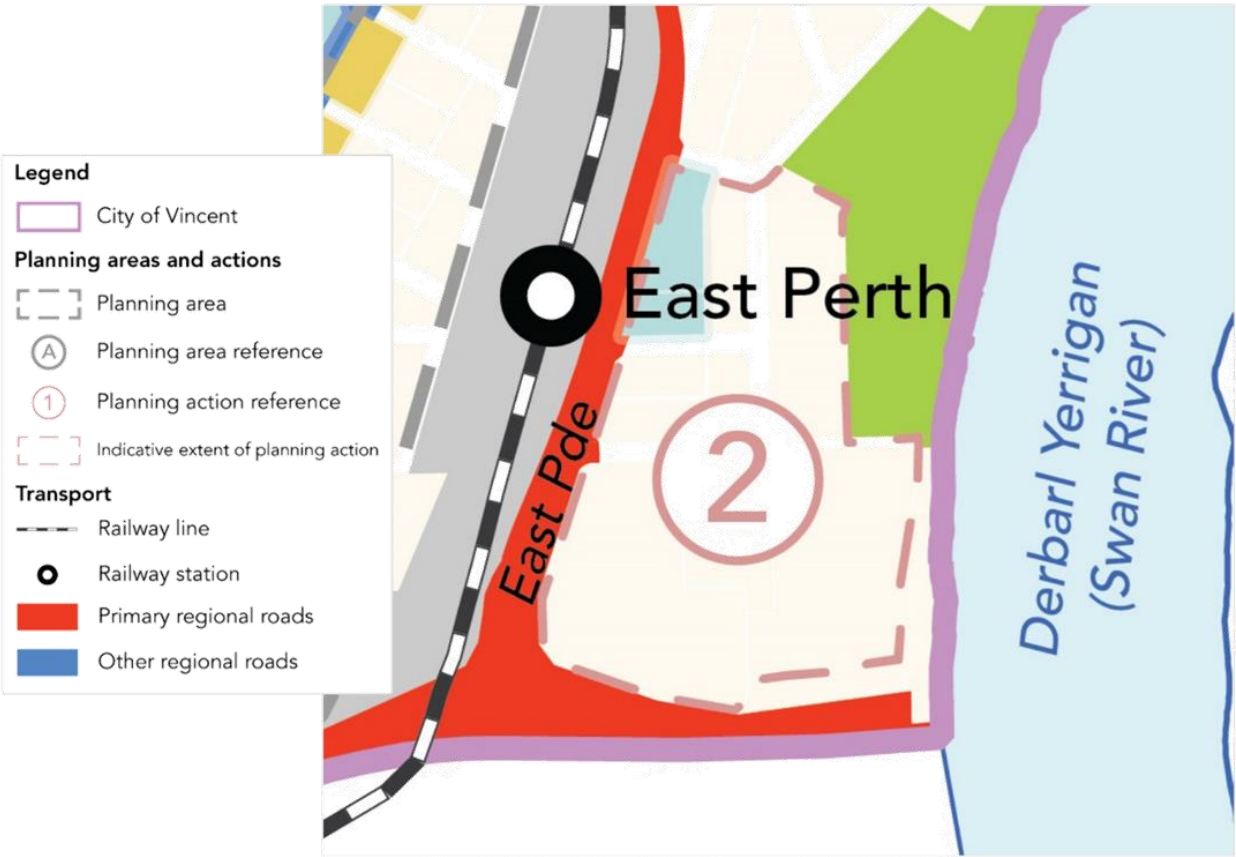 Legend
City of Vincent
Planning areas and actions
Planning area
A
Planning area reference
1
Planning action reference
Indicative extent of planning action
Transport
Railway line
Railway station
Primary regional roads
Other regional roads
East Perth
East Pde
2
Derbarl Yerrigan
(Swan River)